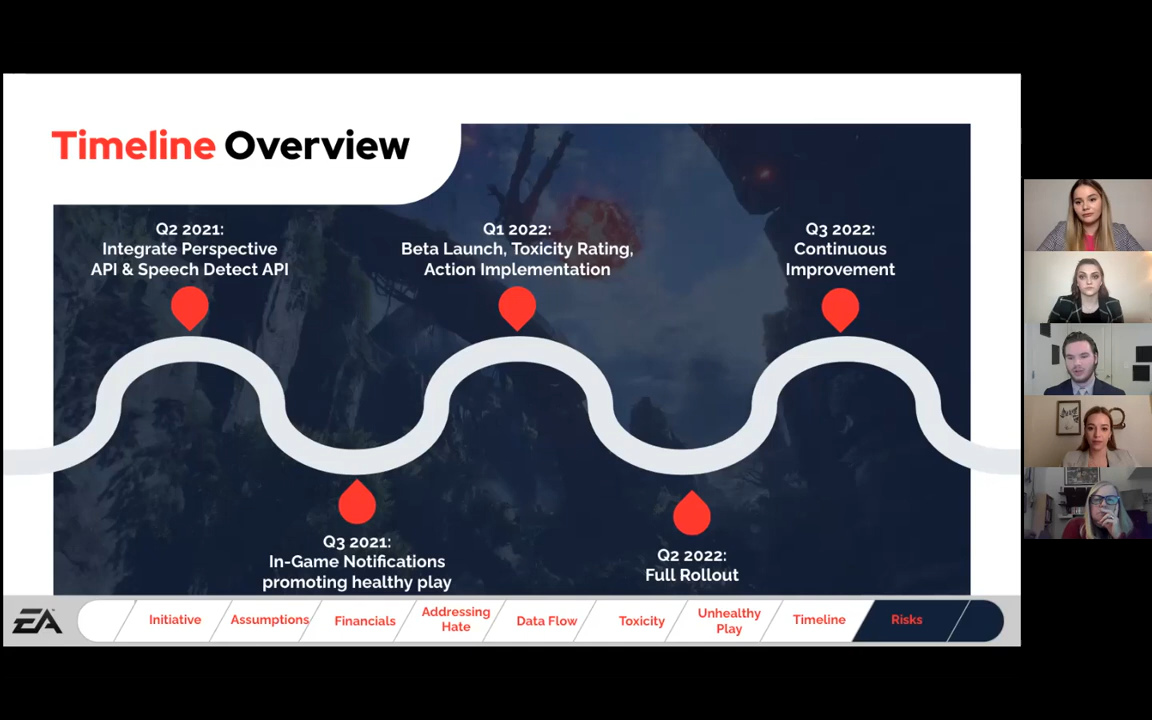 Timeline Overview
Q2 2021:
Integrate Perspective
API & Speech Detect API
Q1 2022:
Beta Launch, Toxicity Rating,
Action Implementation
Q3 2022:
Continuous
Improvement
Q3 2021:
In-Game Notifications
promoting healthy play
Q2 2022:
Full Rollout
EA
Initiative
Assumptions
Financials
Addressing
Hate
Data Flow
Toxicity
Unhealthy
Play
Timeline
Risks